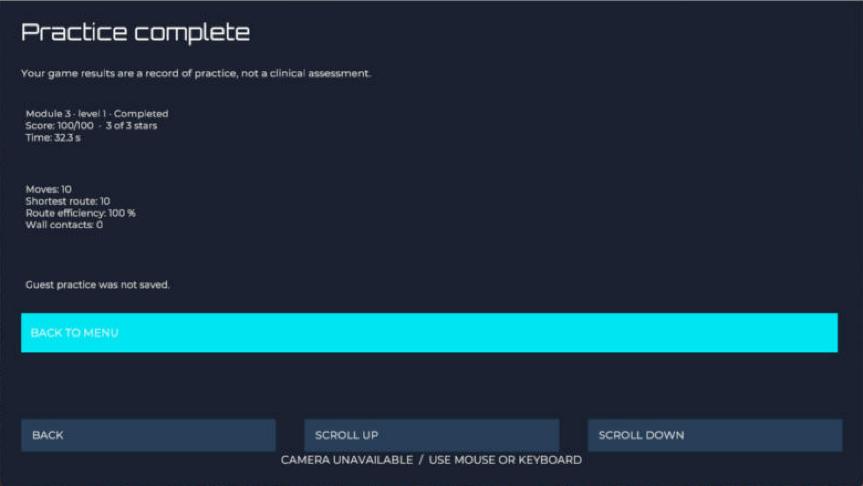 Practice complete
Your game results are a record of practice, not a clinical assessment.
Module 3 · level 1 · Completed
Score: 100/100 · 3 of 3 stars
Time: 32.3 s
Moves: 10
Shortest route: 10
Route efficiency: 100 %
Wall contacts: 0
Guest practice was not saved.
BACK TO MENU
BACK
SCROLL UP
SCROLL DOWN
CAMERA UNAVAILABLE / USE MOUSE OR KEYBOARD